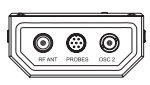 RF ANT PROBES OSC 2